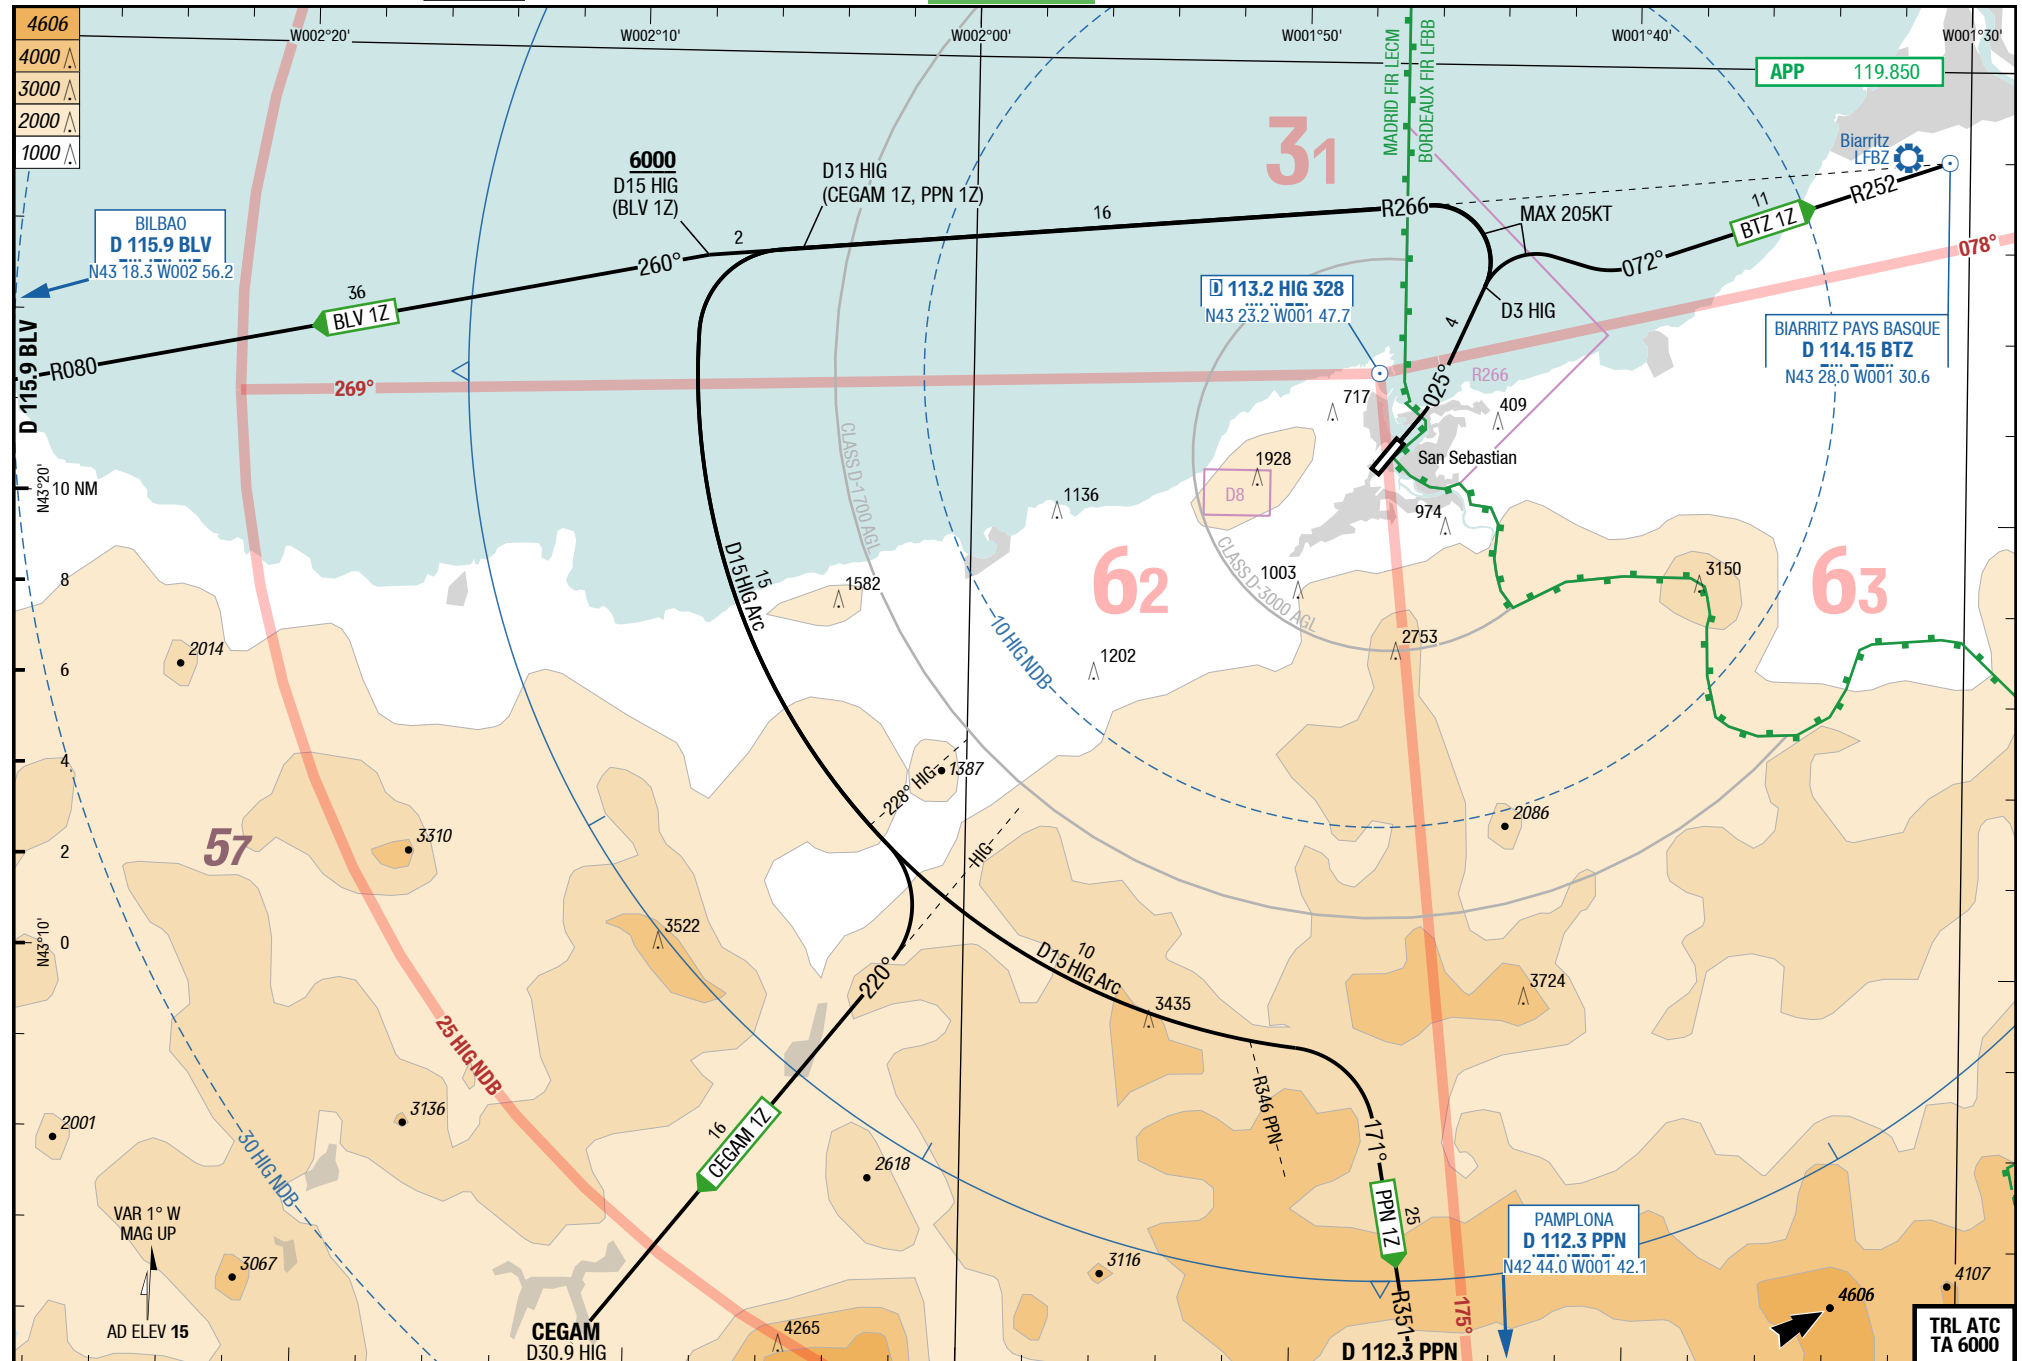 4606
4000
3000
2000
1000
W002°20'
W002°10'
W002°00'
W001°50'
W001°40'
W001°30'
MADRID FIR LECM
BORDEAUX FIR LFBB
APP 119.850
31
Biarritz
LFBZ
6000
D15 HIG
(BLV 1Z)
D13 HIG
(CEGAM 1Z, PPN 1Z)
16
R266
MAX 205KT
11
BTZ 1Z
R252
BILBAO
D 115.9 BLV
N43 18.3 W002 56.2
2
260°
072°
078°
36
BLV 1Z
D 113.2 HIG 328
N43 23.2 W001 47.7
D3 HIG
4
BIARRITZ PAYS BASQUE
D 114.15 BTZ
N43 28.0 W001 30.6
D 115.9 BLV
R080
269°
025°
R266
717
409
CLASS D-1700 AGL
San Sebastian
1928
D8
N43°20'
10 NM
1136
974
D15 HIG Arc
15
62
63
CLASS D-3000 AGL
1003
3150
8
1582
10 HIG NDB
2753
2014
6
1202
4
228° HIG
1387
57
3310
2
HIG
2086
3522
N43°10'
0
220°
10
D15 HIG Arc
3435
3724
25 HIG NDB
R346 PPN
2001
3136
16
CEGAM 1Z
171°
30 HIG NDB
2618
PPN 1Z
25
VAR 1° W
MAG UP
PAMPLONA
D 112.3 PPN
N42 44.0 W001 42.1
3067
3116
4107
4606
R351
175°
AD ELEV 15
CEGAM
D30.9 HIG
4265
D 112.3 PPN
TRL ATC
TA 6000